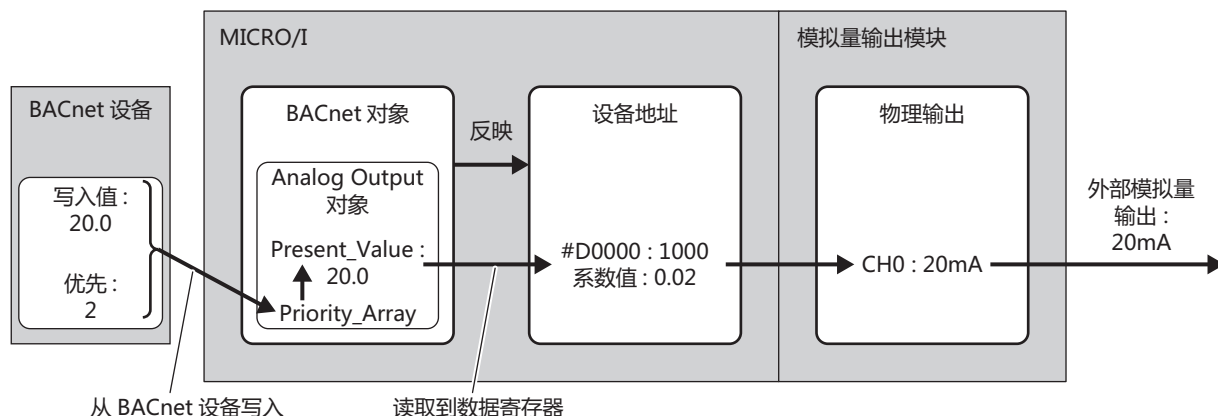 MICRO/I
模拟量输出模块
BACnet 设备
写入值 :
20.0
优先 :
2
BACnet 对象
反映
Analog Output
对象
Present_Value :
20.0
Priority_Array
设备地址
#D0000 : 1000
系数值 : 0.02
物理输出
CH0 : 20mA
外部模拟量
输出 :
20mA
从 BACnet 设备写入
读取到数据寄存器